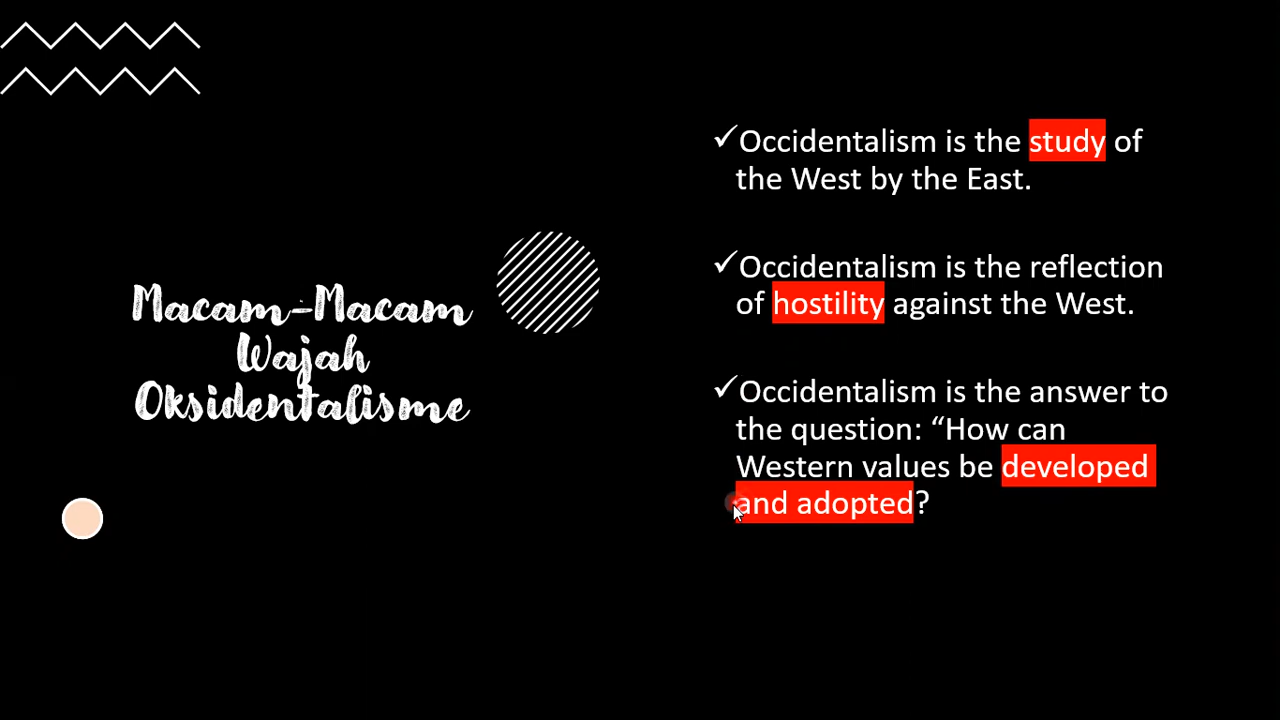 Macam-Macam
Wajah
Oksidentalisme
✓Occidentalism is the study of
the West by the East.
✓Occidentalism is the reflection
of hostility against the West.
✓Occidentalism is the answer to
the question: “How can
Western values be developed
and adopted?